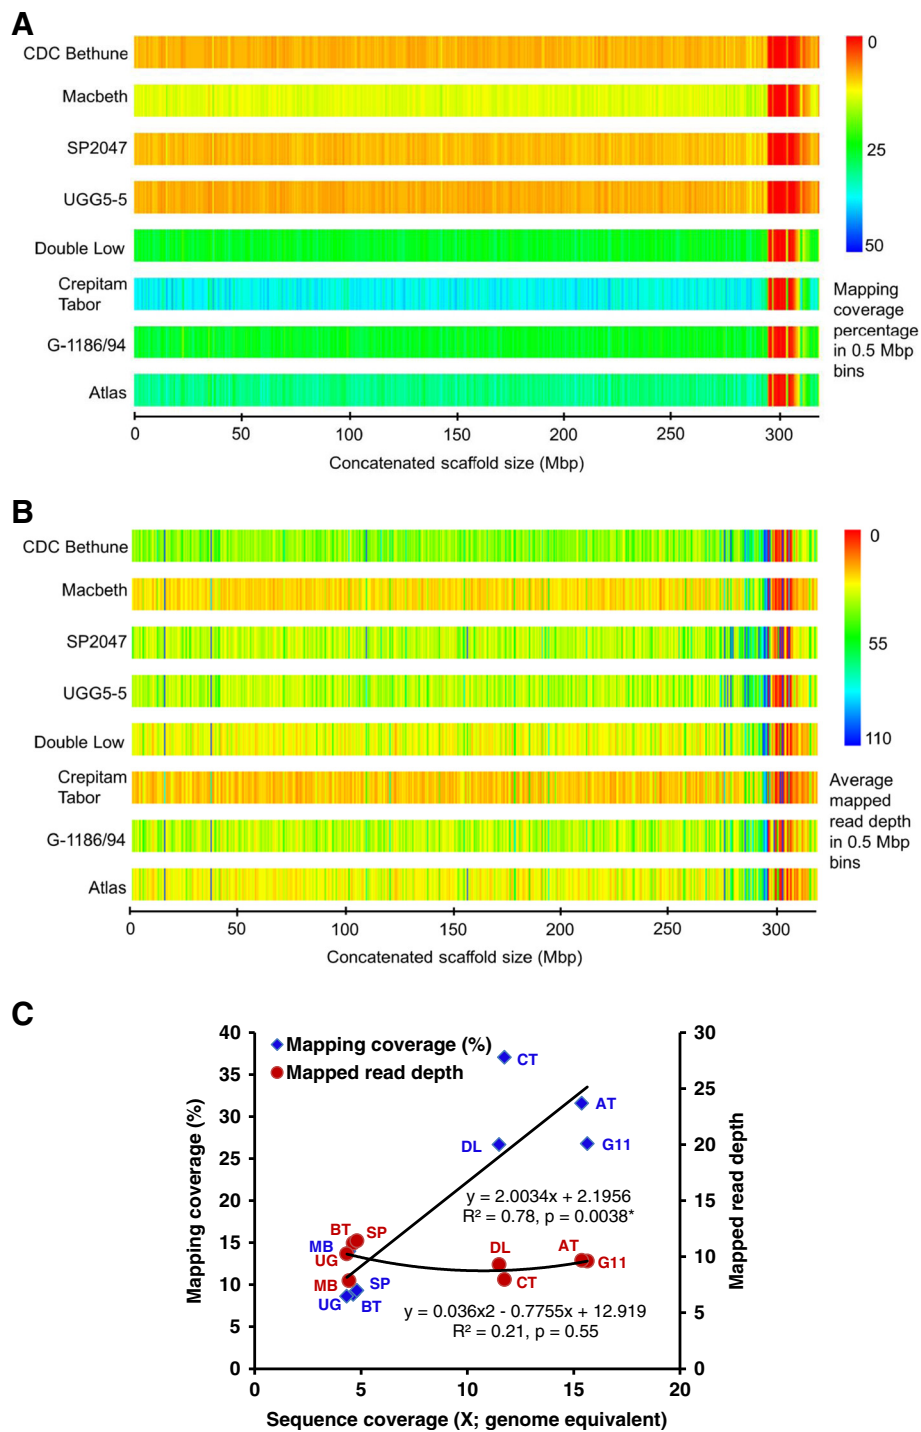 A
CDC Bethune
Macbeth
SP2047
UGG5-5
Double Low
Crepitam
Tabor
G-1186/94
Atlas
0
25
50
Mapping
coverage
percentage
in 0.5 Mbp
bins
0 50 100 150 200 250 300
Concatenated scaffold size (Mbp)
B
CDC Bethune
Macbeth
SP2047
UGG5-5
Double Low
Crepitam
Tabor
G-1186/94
Atlas
0
55
110
Average
mapped
read depth
in 0.5 Mbp
bins
0 50 100 150 200 250 300
Concatenated scaffold size (Mbp)
C
Mapping coverage (%)
40
35
30
25
20
15
10
5
0
Mapping coverage (%)
Mapped read depth
CT
AT
DL
G11
y = 2.0034x + 2.1956
R² = 0.78, p = 0.0038*
BT
SP
MB
UG
DL
AT
G11
MB
CT
SP
UG
BT
y = 0.036x2 - 0.7755x + 12.919
R² = 0.21, p = 0.55
30
25
20
15
10
5
0
Mapped read depth
0 5 10 15 20
Sequence coverage (X; genome equivalent)